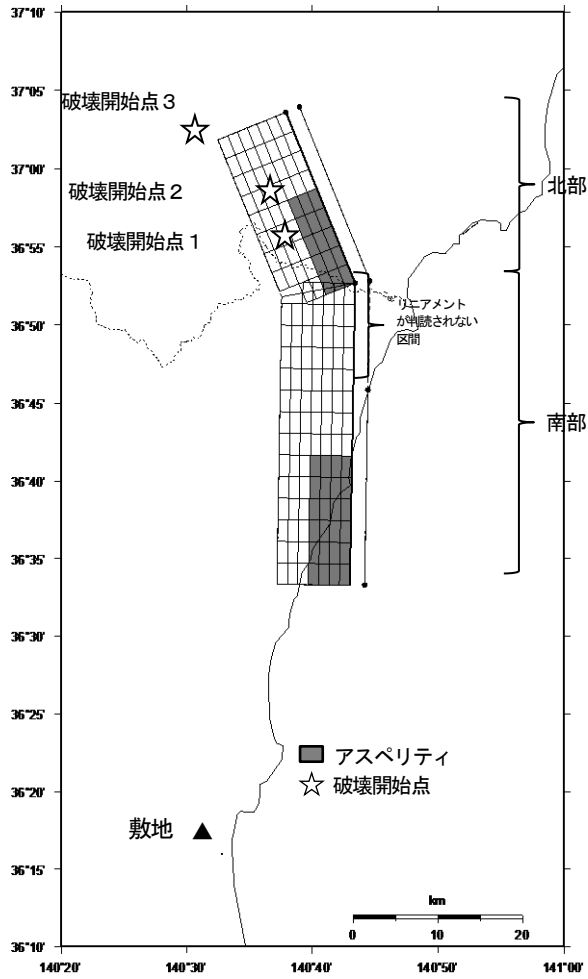 37°10'
37°05'
37°00'
36°55'
36°50'
36°45'
36°40'
36°35'
36°30'
36°25'
36°20'
36°15'
36°10'
破壊開始点３
破壊開始点２
破壊開始点１
北部
リニアメント
が判読されない
区間
南部
アスペリティ
破壊開始点
敷地
km
0 10 20
140°20' 140°30' 140°40' 140°50' 141°00'